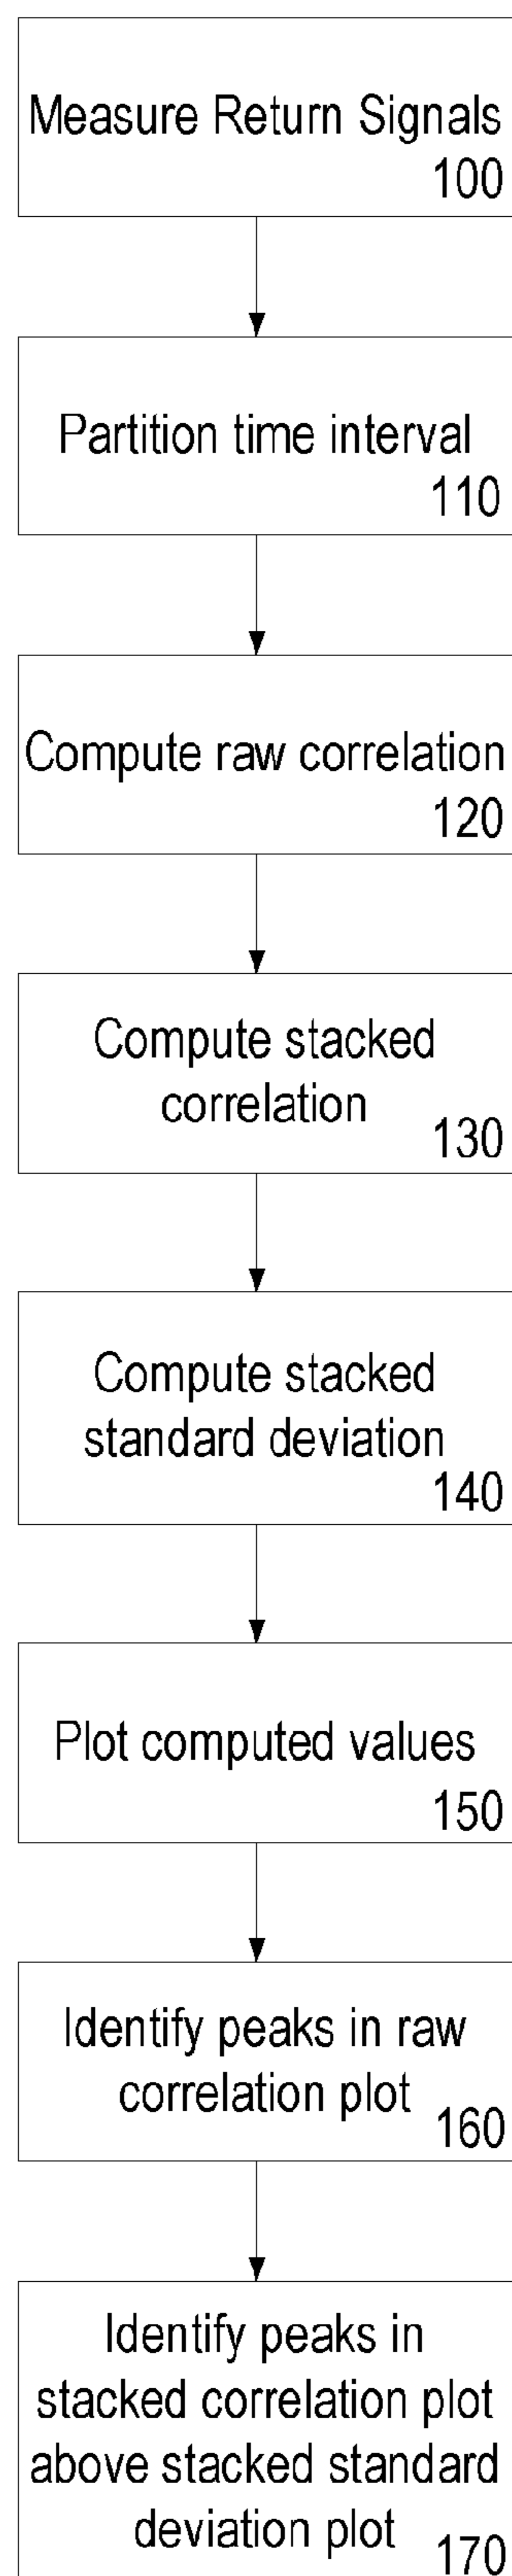 Measure Return Signals
100
Partition time interval
110
Compute raw correlation
120
Compute stacked
correlation
130
Compute stacked
standard deviation
140
Plot computed values
150
Identify peaks in raw
correlation plot
160
Identify peaks in
stacked correlation plot
above stacked standard
deviation plot
170